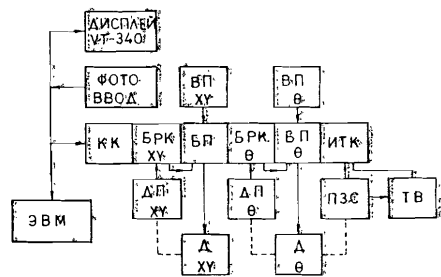 ДИСПЛЕЙ
VT-340
ФОТО-
ВВОД
ВП
XY
ВП
Θ
КК
БРК
XY
БП
БРК
Θ
ВП
Θ
ИТК
ДП
XY
ДП
Θ
ПЗС
ТВ
ЭВМ
Д
XY
Д
Θ